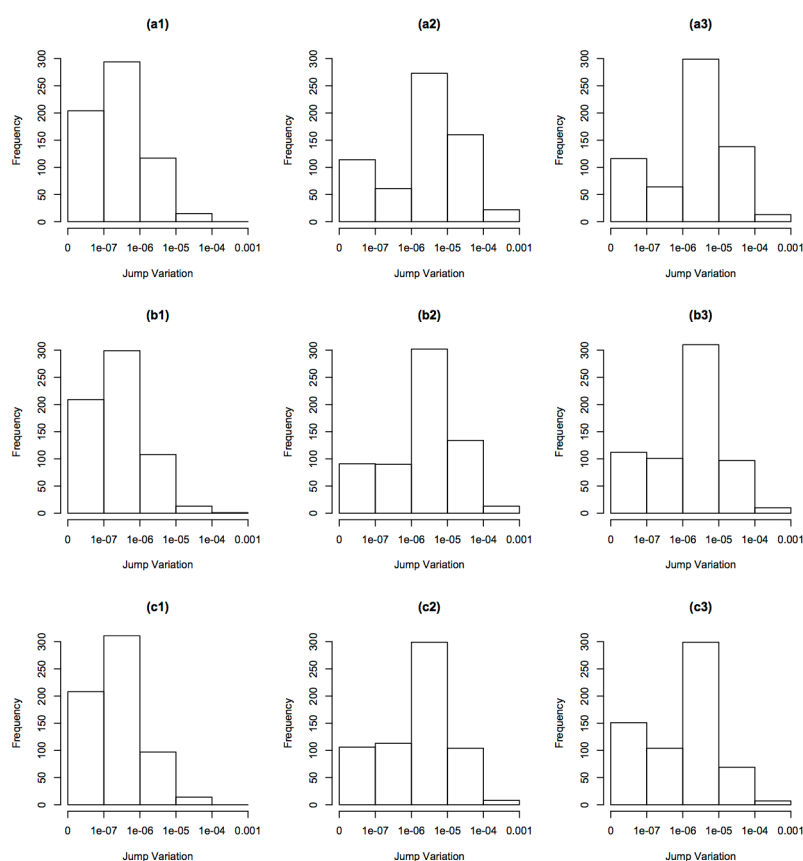 (a1)
Frequency
0 50 100 150 200 250 300
0 1e-07 1e-06 1e-05 1e-04 0.001
Jump Variation
(a2)
Frequency
0 50 100 150 200 250 300
0 1e-07 1e-06 1e-05 1e-04 0.001
Jump Variation
(a3)
Frequency
0 50 100 150 200 250 300
0 1e-07 1e-06 1e-05 1e-04 0.001
Jump Variation
(b1)
Frequency
0 50 100 150 200 250 300
0 1e-07 1e-06 1e-05 1e-04 0.001
Jump Variation
(b2)
Frequency
0 50 100 150 200 250 300
0 1e-07 1e-06 1e-05 1e-04 0.001
Jump Variation
(b3)
Frequency
0 50 100 150 200 250 300
0 1e-07 1e-06 1e-05 1e-04 0.001
Jump Variation
(c1)
Frequency
0 50 100 150 200 250 300
0 1e-07 1e-06 1e-05 1e-04 0.001
Jump Variation
(c2)
Frequency
0 50 100 150 200 250 300
0 1e-07 1e-06 1e-05 1e-04 0.001
Jump Variation
(c3)
Frequency
0 50 100 150 200 250 300
0 1e-07 1e-06 1e-05 1e-04 0.001
Jump Variation